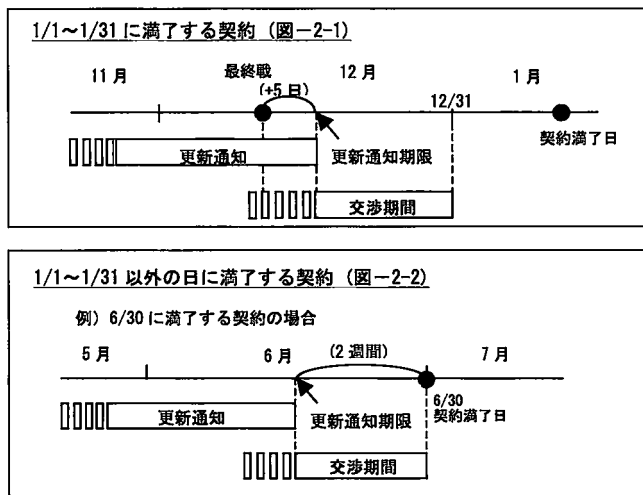 1/1～1/31 に満了する契約（図－2-1）
11月
最終戦
(+5 日)
12月
1月
12/31
契約満了日
更新通知
更新通知期限
交渉期間
1/1～1/31 以外の日に満了する契約（図－2-2）
例）6/30 に満了する契約の場合
5月
6月
(2 週間)
7月
6/30
契約満了日
更新通知
更新通知期限
交渉期間